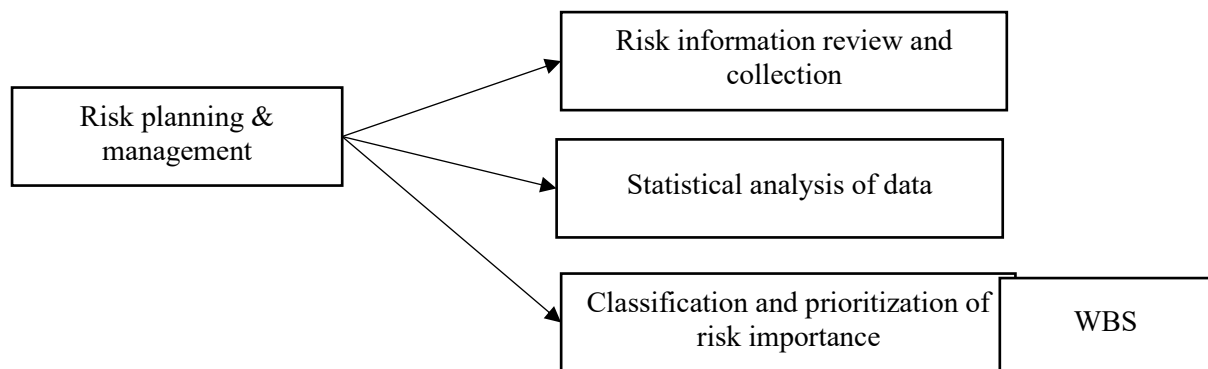 Risk information review and
collection
Risk planning &
management
Statistical analysis of data
Classification and prioritization of
risk importance
WBS